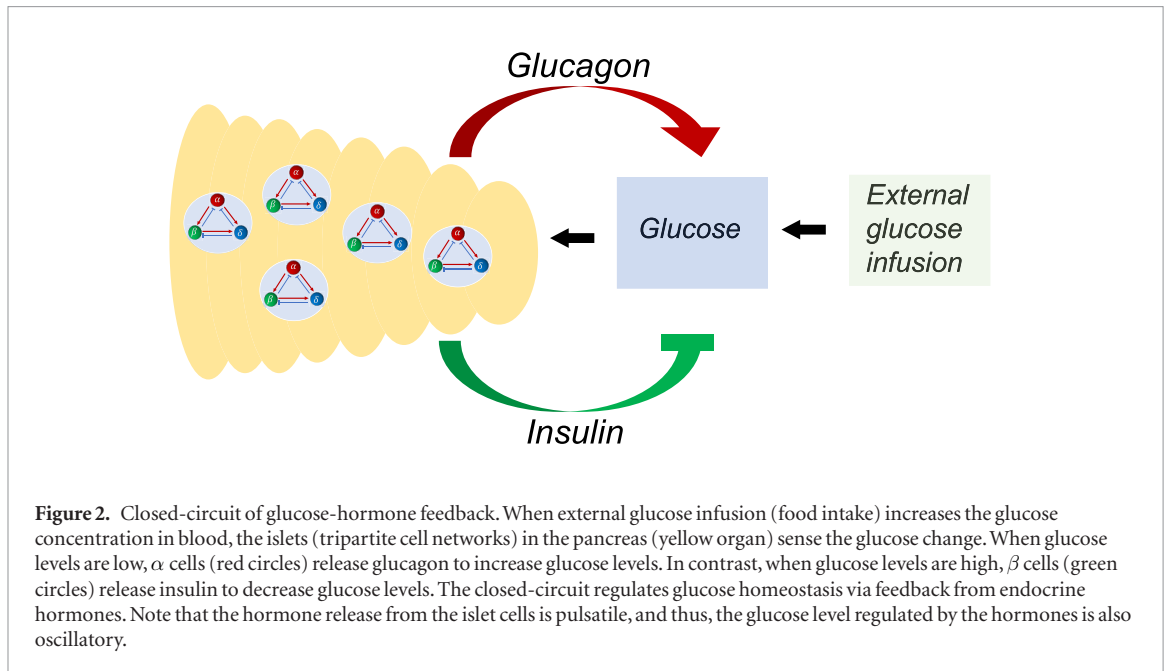 Glucagon
α
α
β
δ
α
β
δ
α
β
δ
β
δ
α
β
δ
Glucose
External
glucose
infusion
Insulin
Figure 2. Closed-circuit of glucose-hormone feedback. When external glucose infusion (food intake) increases the glucose
concentration in blood, the islets (tripartite cell networks) in the pancreas (yellow organ) sense the glucose change. When glucose
levels are low, α cells (red circles) release glucagon to increase glucose levels. In contrast, when glucose levels are high, β cells (green
circles) release insulin to decrease glucose levels. The closed-circuit regulates glucose homeostasis via feedback from endocrine
hormones. Note that the hormone release from the islet cells is pulsatile, and thus, the glucose level regulated by the hormones is also
oscillatory.